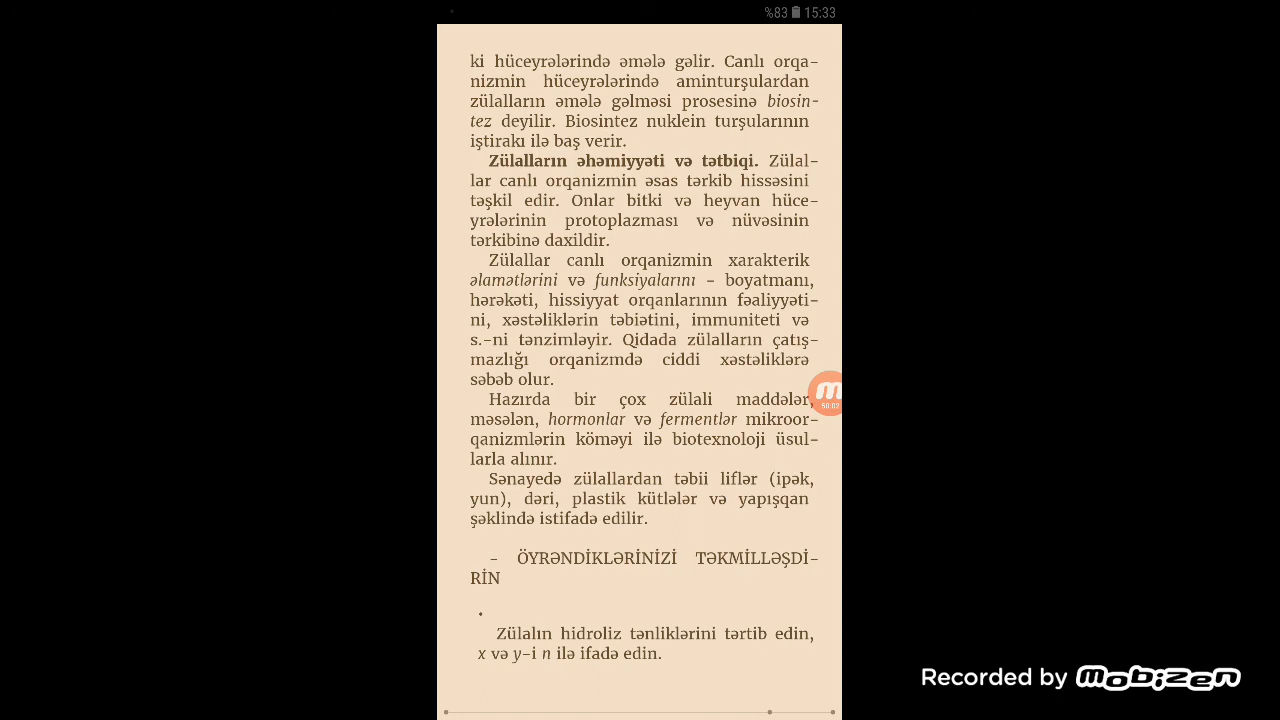 %83 15:33
ki hüceyrələrində əmələ gəlir. Canlı orqa-
nizmin hüceyrələrində aminturşulardan
zülalların əmələ gəlməsi prosesinə biosin-
tez deyilir. Biosintez nuklein turşularının
iştirakı ilə baş verir.
Zülalların əhəmiyyəti və tətbiqi. Zülal-
lar canlı orqanizmin əsas tərkib hissəsini
təşkil edir. Onlar bitki və heyvan hüce-
yrələrinin protoplazması və nüvəsinin
tərkibinə daxildir.
Zülallar canlı orqanizmin xarakterik
əlamətlərini və funksiyalarını - boyatmanı,
hərəkəti, hissiyyat orqanlarının fəaliyyəti-
ni, xəstəliklərin təbiətini, immuniteti və
s.-ni tənzimləyir. Qidada zülalların çatış-
mazlığı orqanizmdə ciddi xəstəliklərə
səbəb olur.
Hazırda bir çox zülali maddələr,
məsələn, hormonlar və fermentlər mikroor-
qanizmlərin köməyi ilə biotexnoloji üsul-
larla alınır.
Sənayedə zülallardan təbii liflər (ipək,
yun), dəri, plastik kütlələr və yapışqan
şəklində istifadə edilir.
- ÖYRƏNDİKLƏRİNİZİ TƏKMİLLƏŞDİ-
RİN
•
Zülalın hidroliz tənliklərini tərtib edin,
x və y-i n ilə ifadə edin.
50:02
Recorded by mobizen